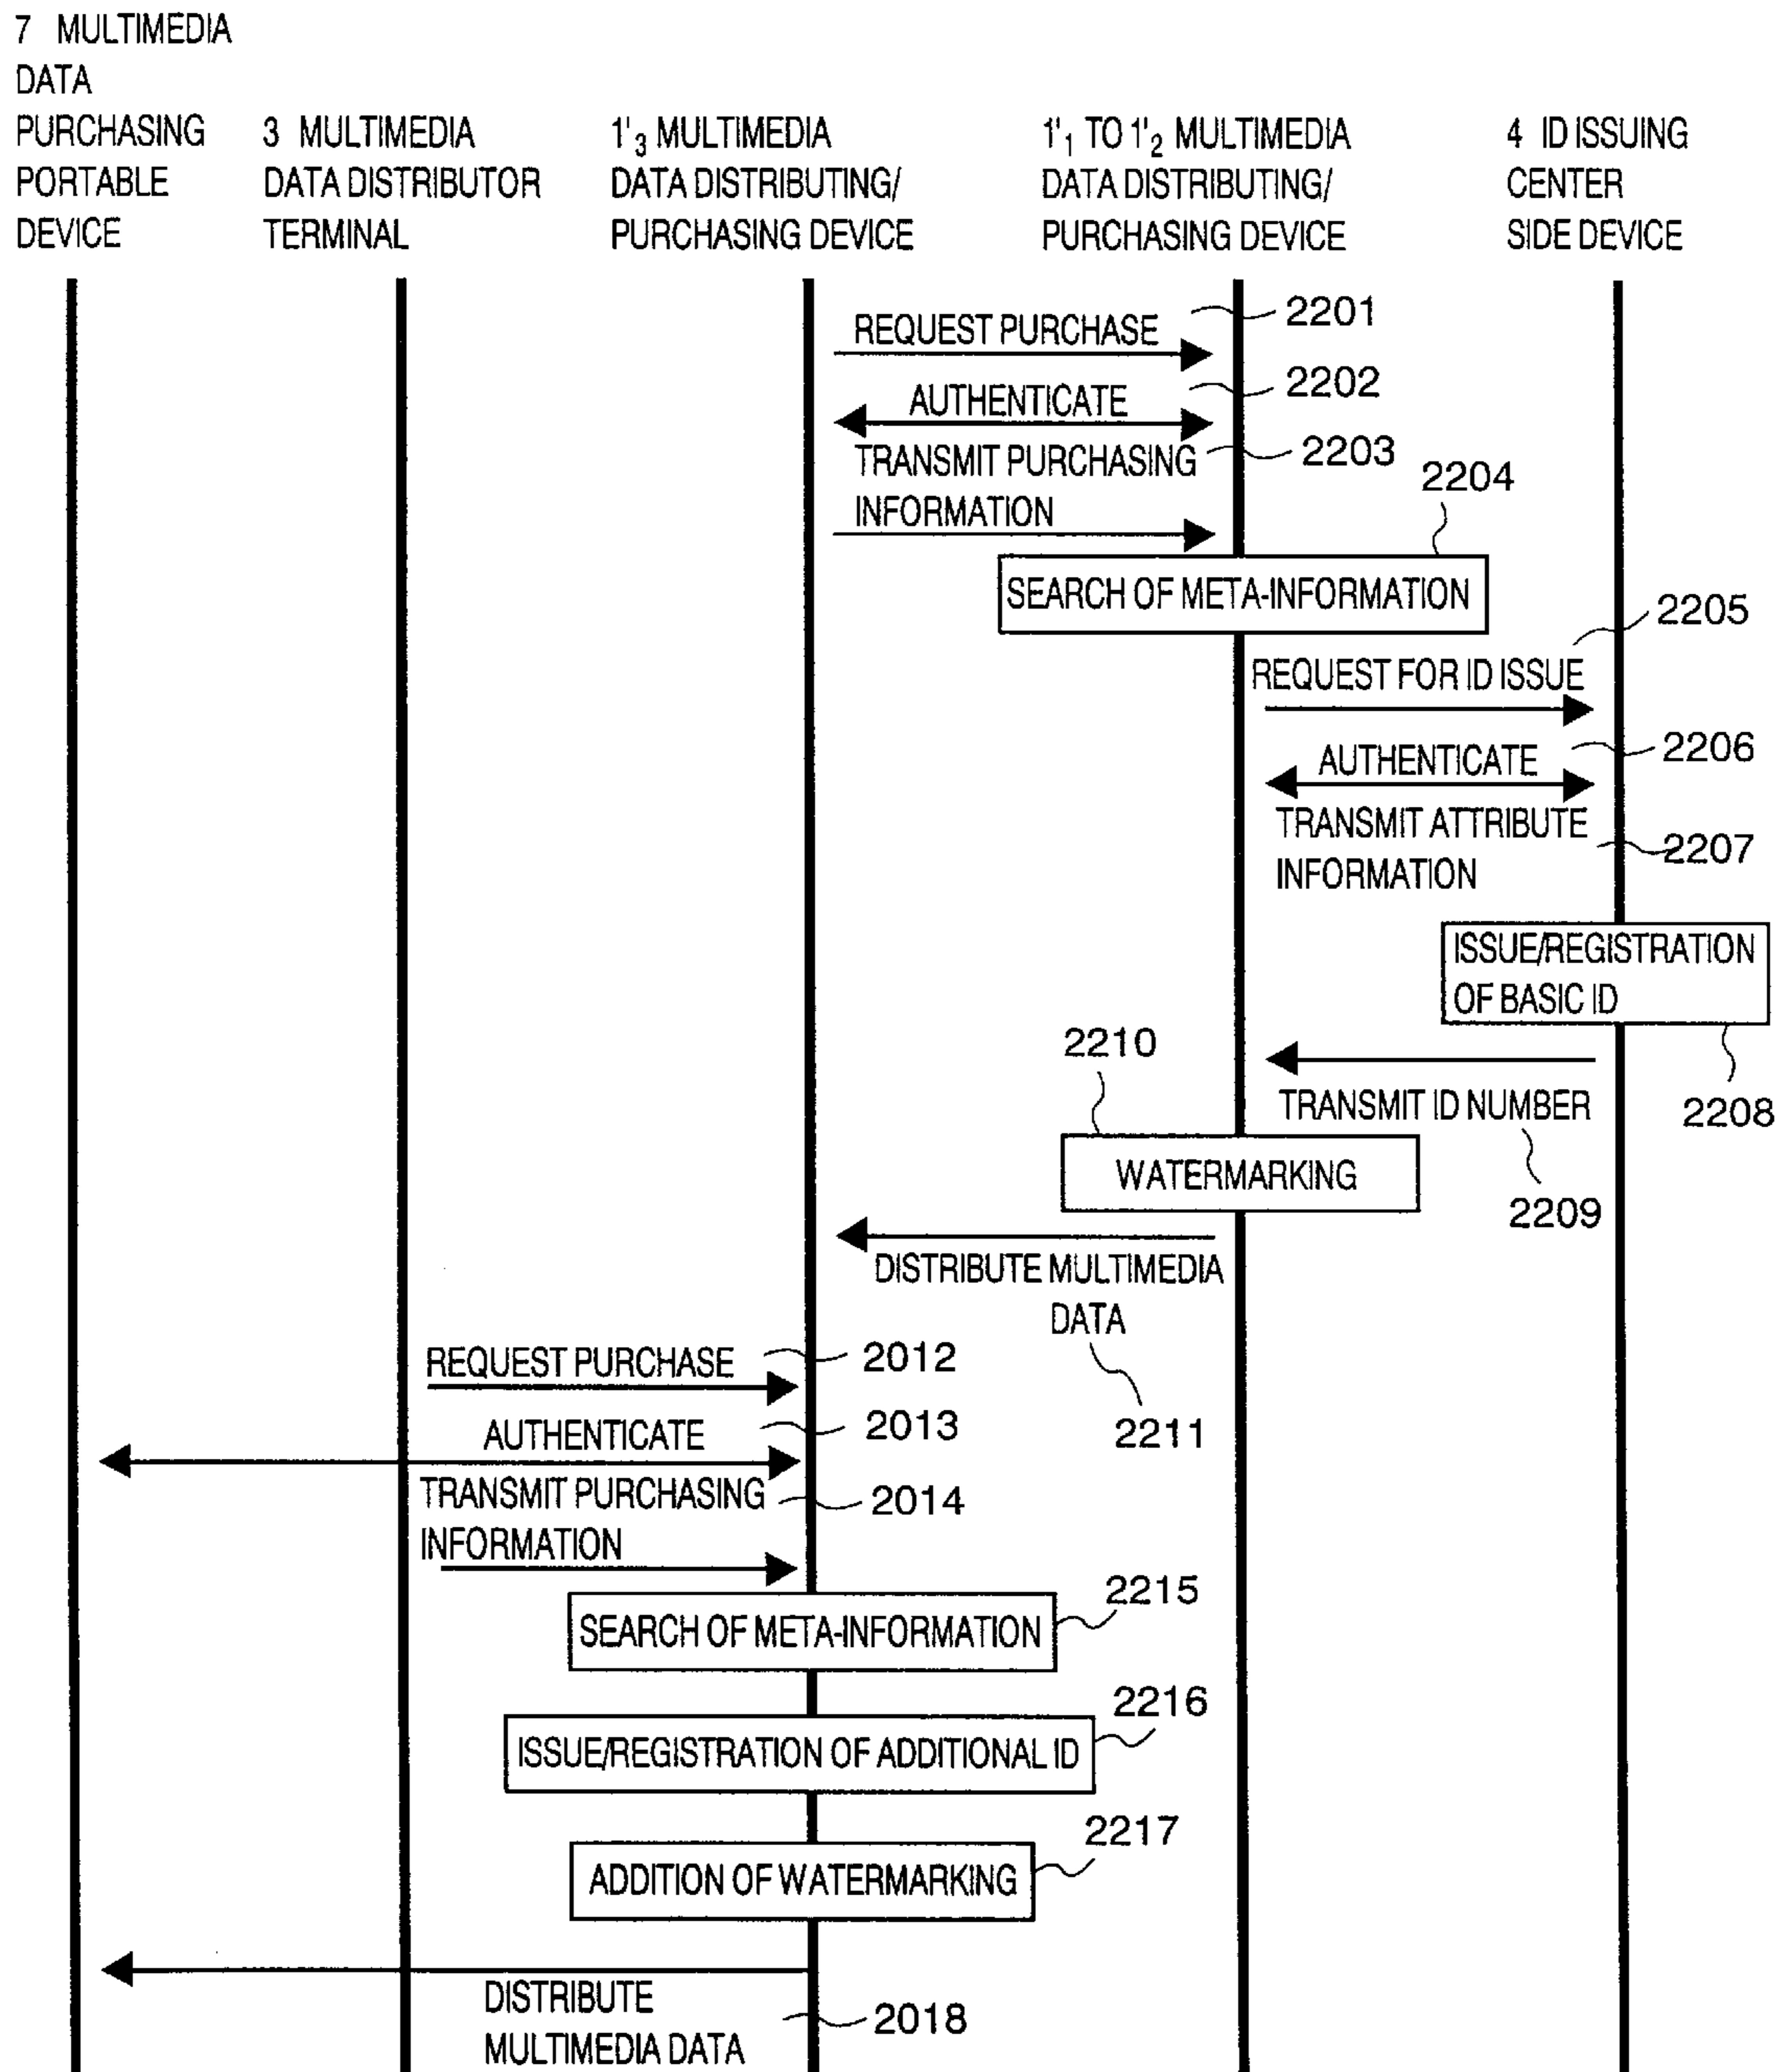 7 MULTIMEDIA
DATA
PURCHASING
PORTABLE
DEVICE
3 MULTIMEDIA
DATA DISTRIBUTOR
TERMINAL
1'3 MULTIMEDIA
DATA DISTRIBUTING/
PURCHASING DEVICE
1'1 TO 1'2 MULTIMEDIA
DATA DISTRIBUTING/
PURCHASING DEVICE
4 ID ISSUING
CENTER
SIDE DEVICE
REQUEST PURCHASE
2201
AUTHENTICATE
2202
TRANSMIT PURCHASING
INFORMATION
2203
2204
SEARCH OF META-INFORMATION
2205
REQUEST FOR ID ISSUE
AUTHENTICATE
2206
TRANSMIT ATTRIBUTE
INFORMATION
2207
ISSUE/REGISTRATION
OF BASIC ID
2208
TRANSMIT ID NUMBER
2209
2210
WATERMARKING
DISTRIBUTE MULTIMEDIA
DATA
2211
REQUEST PURCHASE
2012
AUTHENTICATE
2013
TRANSMIT PURCHASING
INFORMATION
2014
2215
SEARCH OF META-INFORMATION
2216
ISSUE/REGISTRATION OF ADDITIONAL ID
2217
ADDITION OF WATERMARKING
DISTRIBUTE
MULTIMEDIA DATA
2018